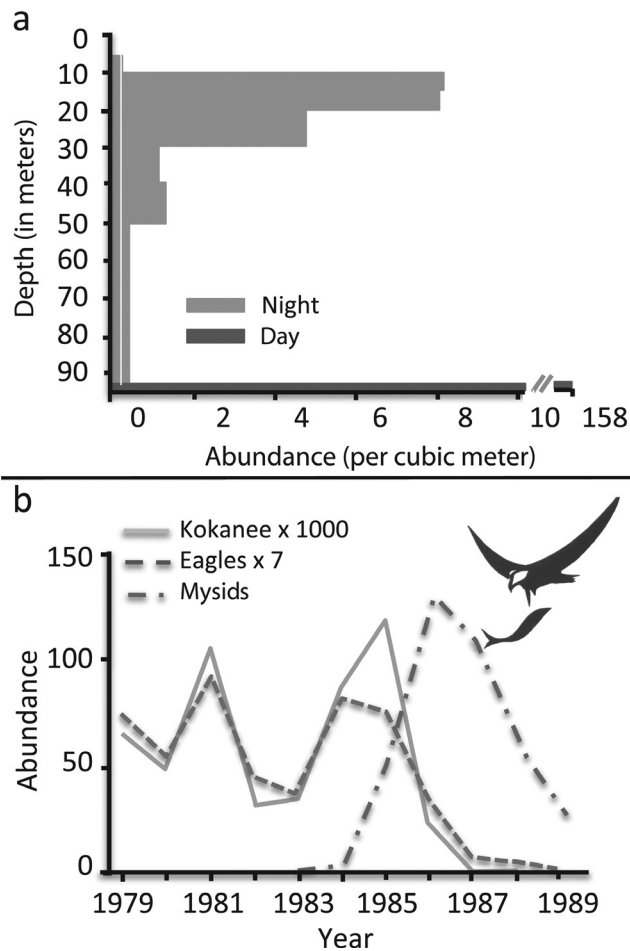 a
0
10
20
30
40
50
60
70
80
90
Depth (in meters)
Night
Day
0 2 4 6 8 10 158
Abundance (per cubic meter)
b
Kokanee x 1000
Eagles x 7
Mysids
150
100
50
0
Abundance
1979 1981 1983 1985 1987 1989
Year